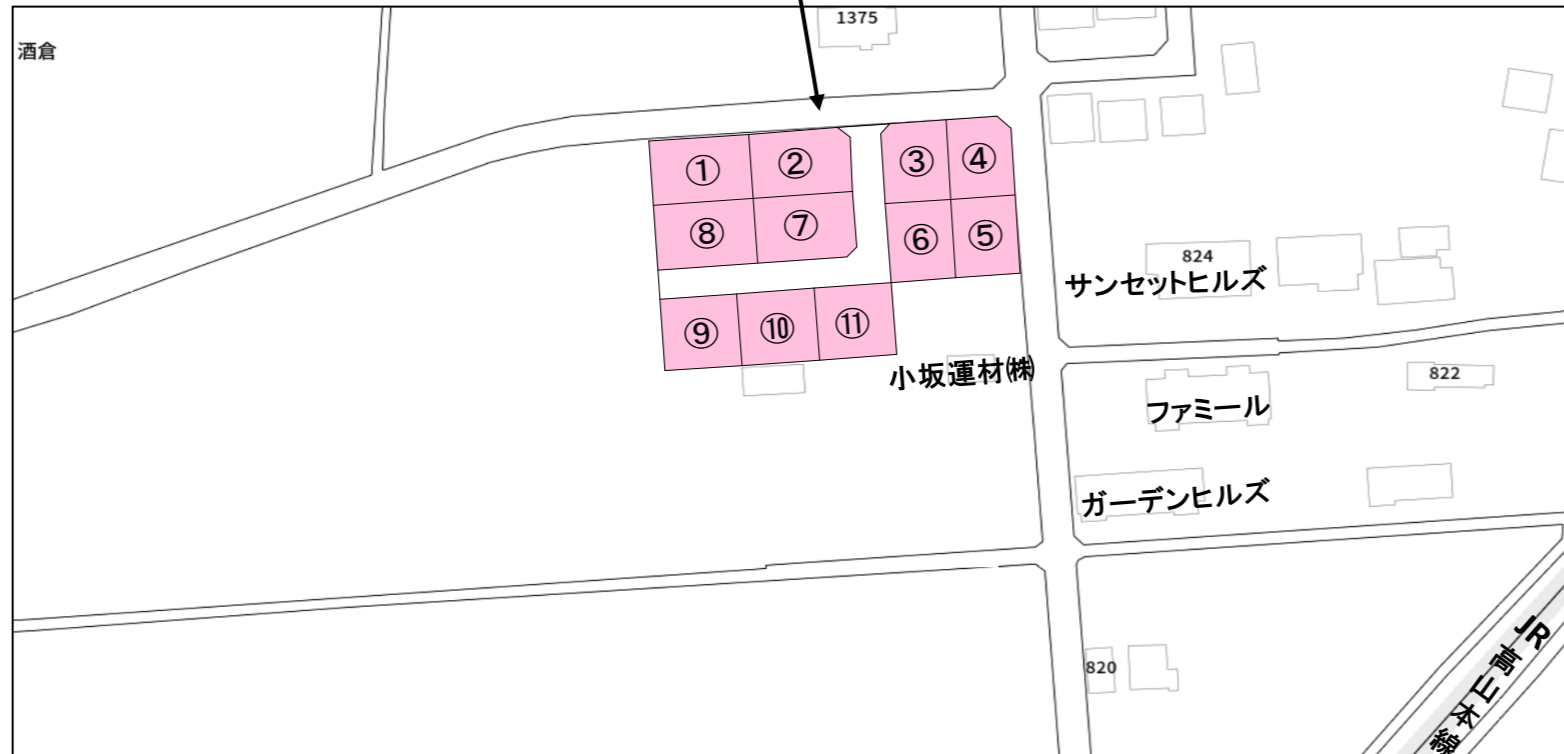 1375
酒倉
① ② ③ ④
⑧ ⑦ ⑥ ⑤
824
サンセットヒルズ
⑨ ⑩ ⑪
小坂運材㈱
822
ファミール
ガーデンヒルズ
820
JR高山本線